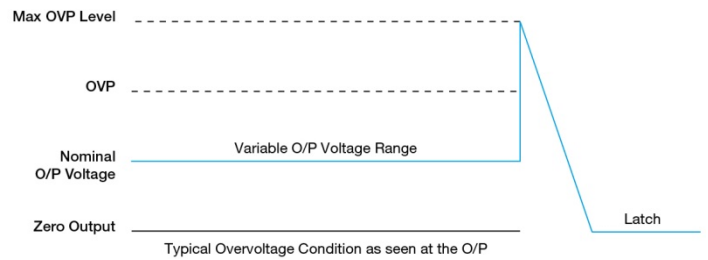 Max OVP Level
OVP
Variable O/P Voltage Range
Nominal
O/P Voltage
Zero Output
Latch
Typical Overvoltage Condition as seen at the O/P